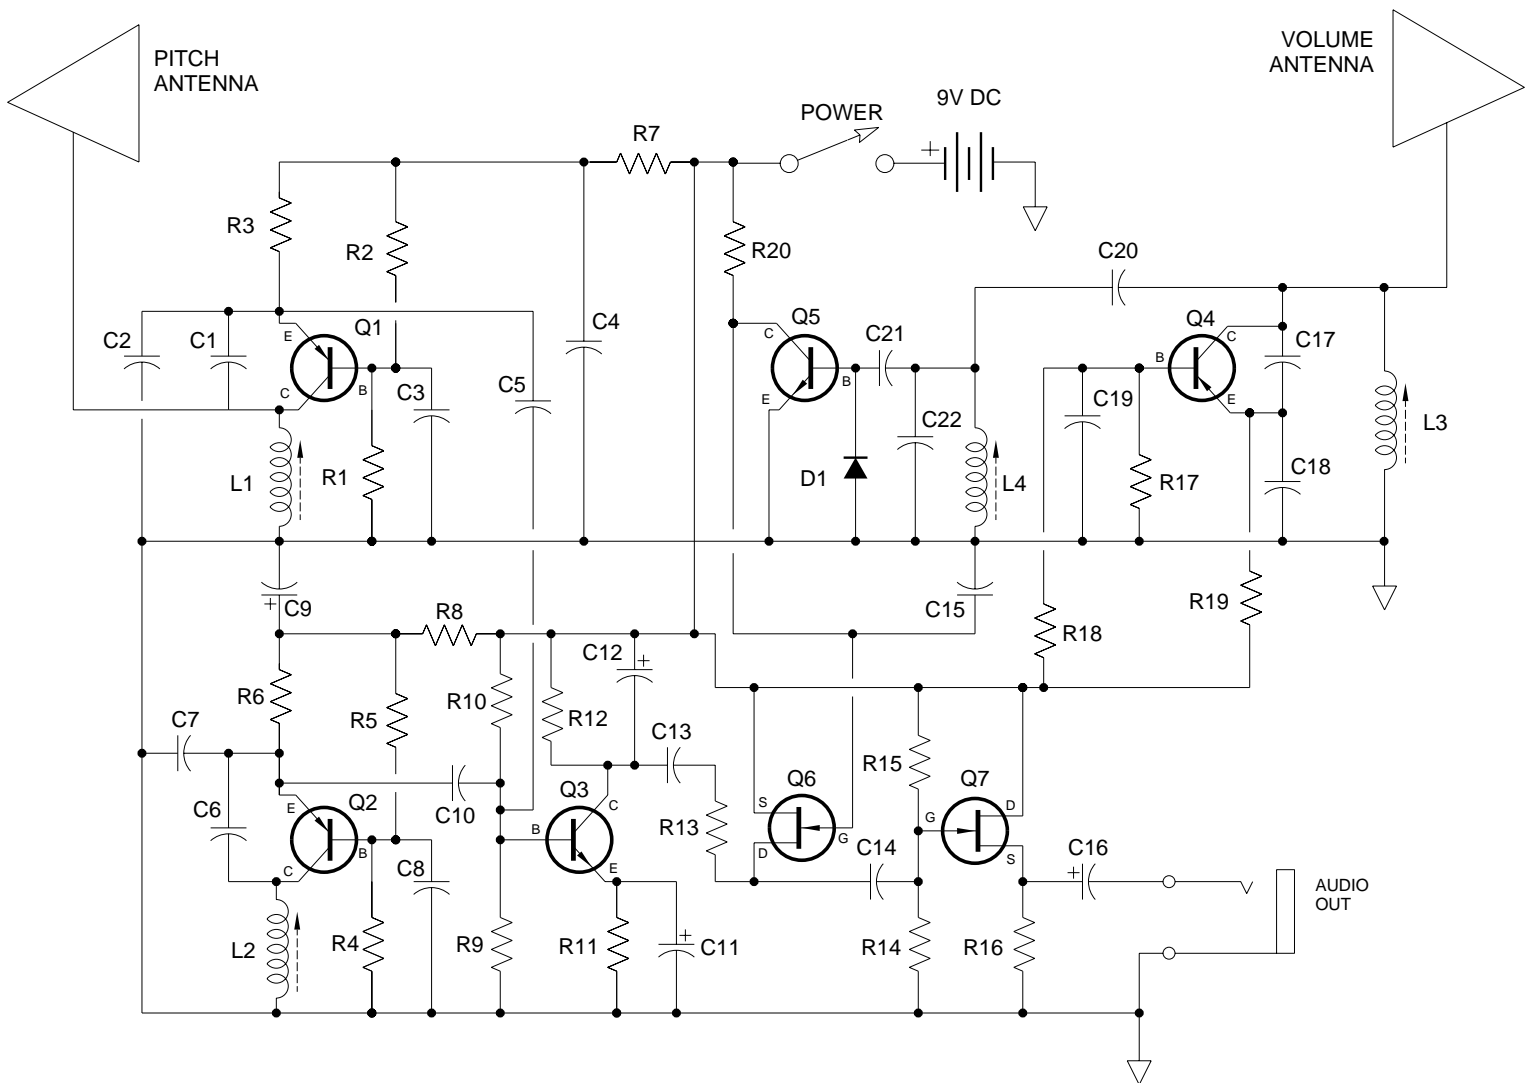 PITCH
ANTENNA
VOLUME
ANTENNA
9V DC
POWER
+
R7
R3
R2
R20
C20
C2
C1
E
Q1
C4
C
Q5
C21
Q4
C
C17
B
C
B
C3
C5
E
B
C22
C19
E
L3
L1
R1
D1
L4
R17
C18
+
C9
R8
C15
R18
R19
C12
+
R6
R5
R10
R12
C7
C13
R15
Q6
Q7
C6
E
Q2
C10
Q3
C
S
D
R13
B
G
G
C
B
C8
E
D
S
C14
C16
+
AUDIO
OUT
L2
R4
R9
R11
+
C11
R14
R16